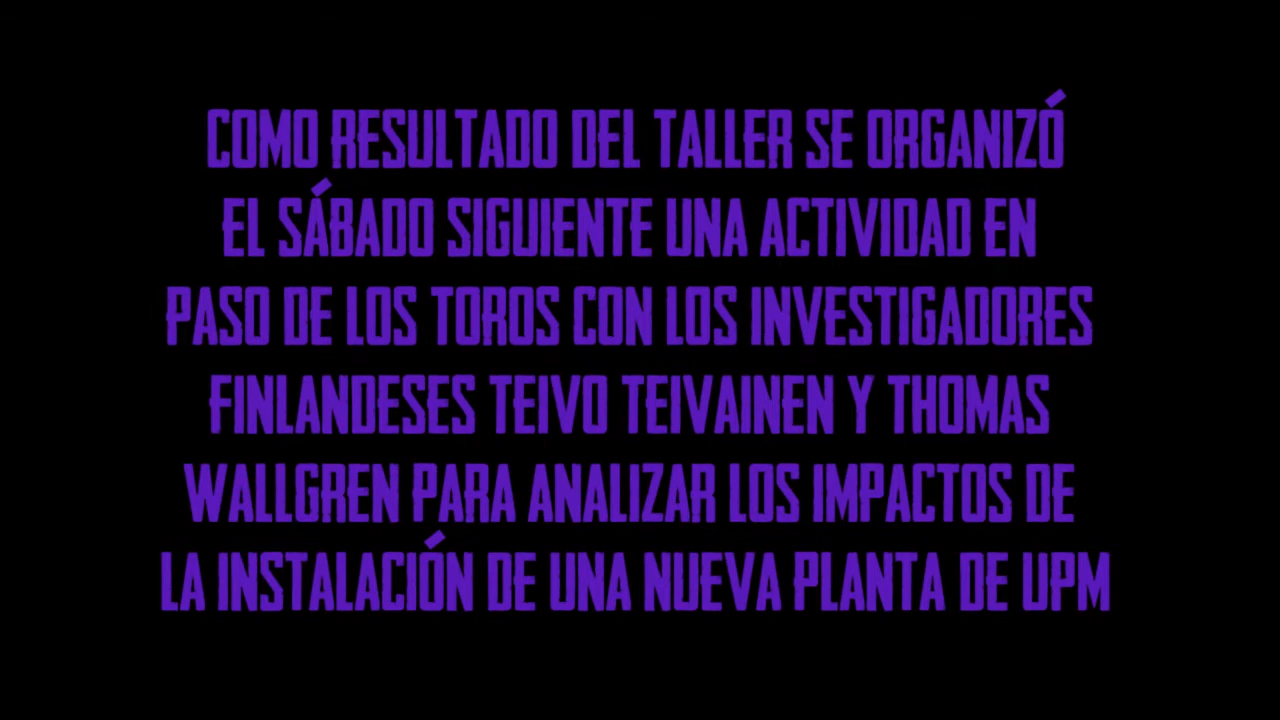 COMO RESULTADO DEL TALLER SE ORGANIZÓ
EL SÁBADO SIGUIENTE UNA ACTIVIDAD EN
PASO DE LOS TOROS CON LOS INVESTIGADORES
FINLANDESES TEIVO TEIVAINEN Y THOMAS
WALLGREN PARA ANALIZAR LOS IMPACTOS DE
LA INSTALACIÓN DE UNA NUEVA PLANTA DE UPM